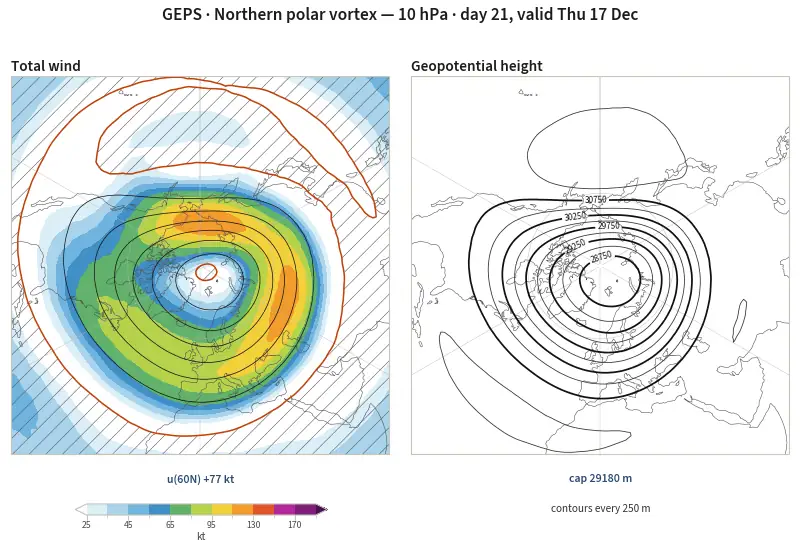 GEPS · Northern polar vortex — 10 hPa · day 21, valid Thu 17 Dec
Total wind
Geopotential height
30750
30250
29750
29250
28750
u(60N) +77 kt
cap 29180 m
contours every 250 m
25 45 65 95 130 170
kt